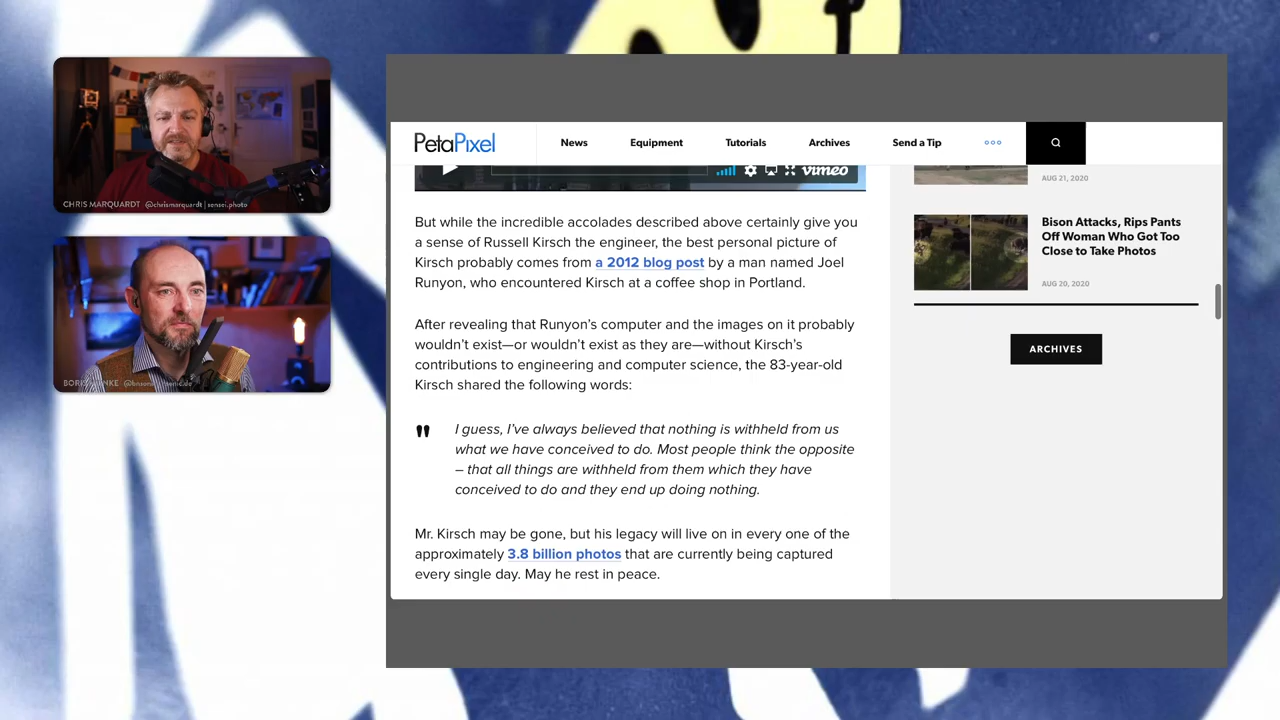 CHRIS MARQUARDT @chrismarquardt | sensei.photo
PetaPixel
News
Equipment
Tutorials
Archives
Send a Tip
vimeo
But while the incredible accolades described above certainly give you
a sense of Russell Kirsch the engineer, the best personal picture of
Kirsch probably comes from a 2012 blog post by a man named Joel
Runyon, who encountered Kirsch at a coffee shop in Portland.
After revealing that Runyon’s computer and the images on it probably
wouldn’t exist—or wouldn’t exist as they are—without Kirsch’s
contributions to engineering and computer science, the 83-year-old
Kirsch shared the following words:
"
I guess, I’ve always believed that nothing is withheld from us
what we have conceived to do. Most people think the opposite
– that all things are withheld from them which they have
conceived to do and they end up doing nothing.
Mr. Kirsch may be gone, but his legacy will live on in every one of the
approximately 3.8 billion photos that are currently being captured
every single day. May he rest in peace.
AUG 21, 2020
Bison Attacks, Rips Pants
Off Woman Who Got Too
Close to Take Photos
AUG 20, 2020
ARCHIVES